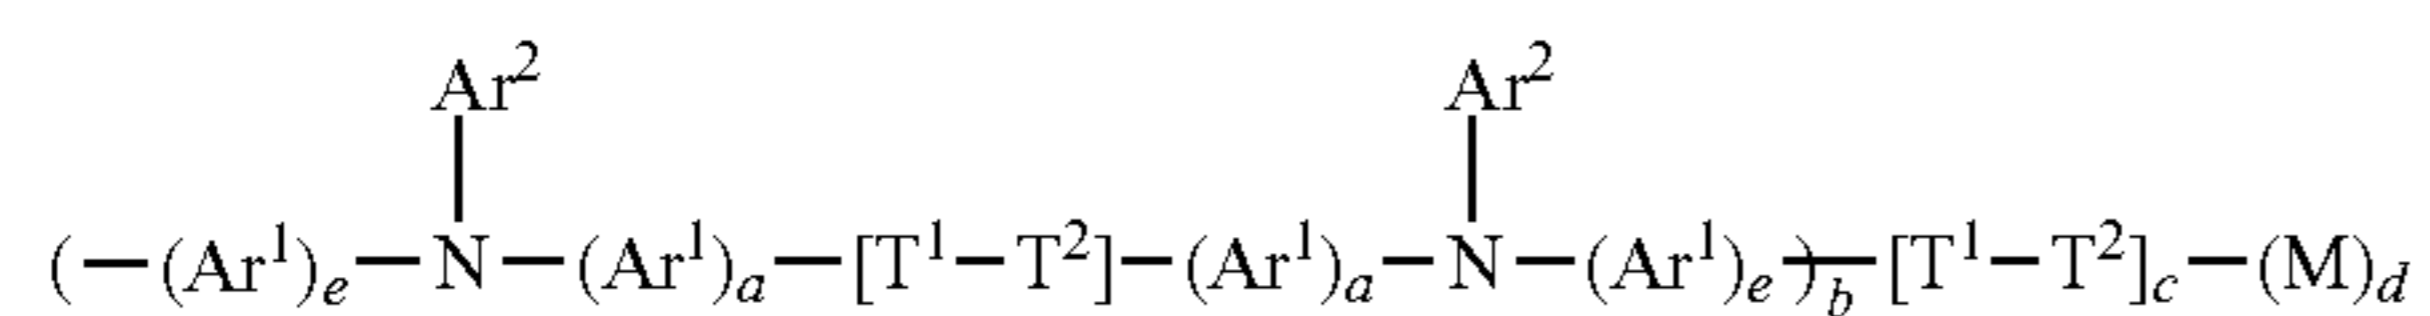 Ar² Ar²
(—(Ar¹)ₑ—N—(Ar¹)ₐ—[T¹—T²]—(Ar¹)ₐ—N—(Ar¹)ₑ)b—[T¹—T²]c—(M)d